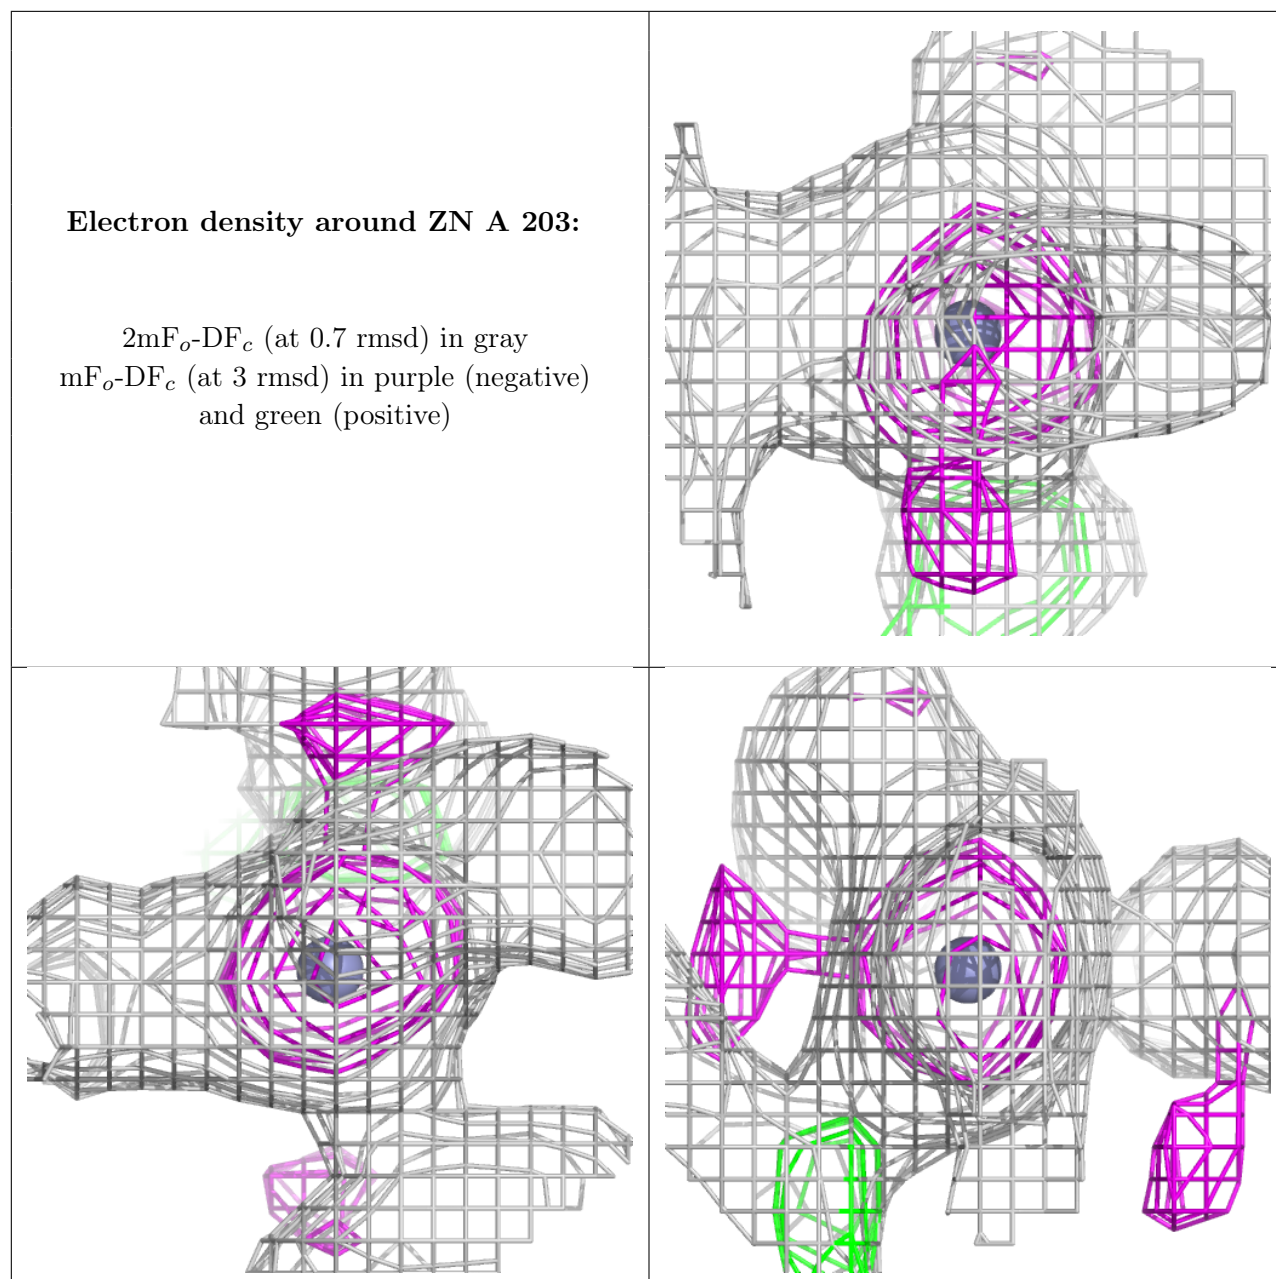 Electron density around ZN A 203:
2mFo-DFc (at 0.7 rmsd) in gray
mFo-DFc (at 3 rmsd) in purple (negative)
and green (positive)